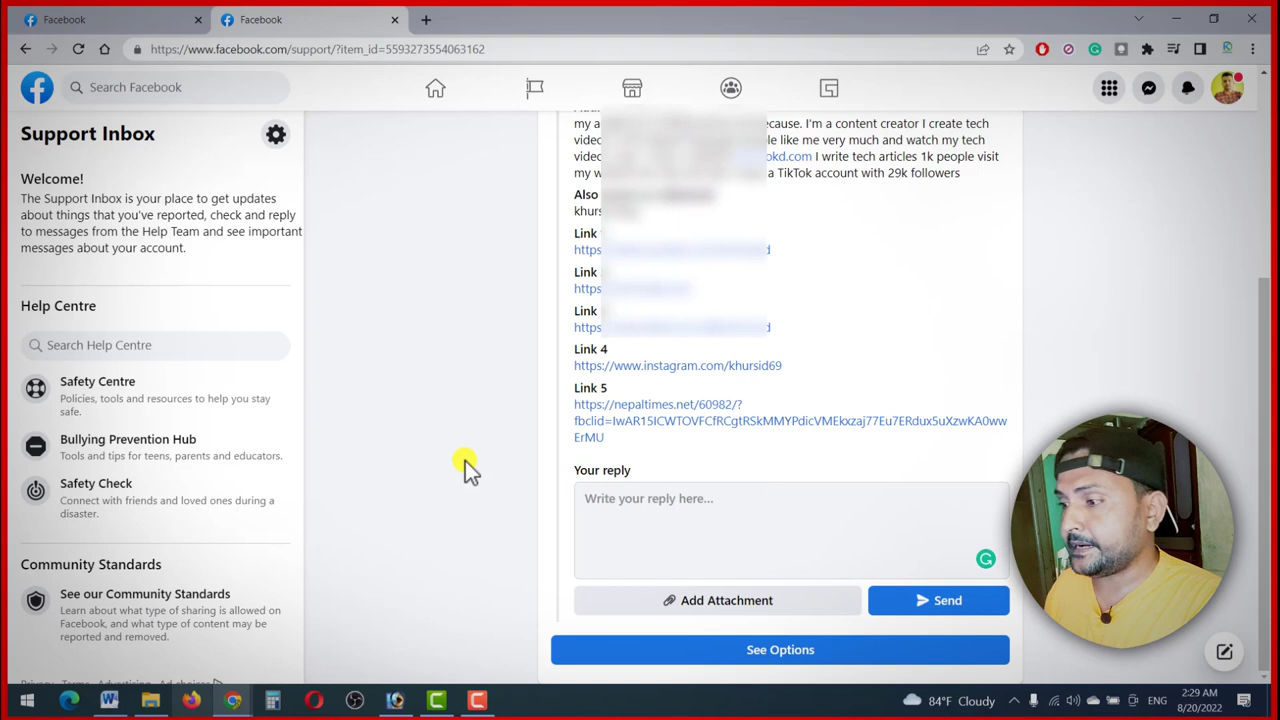 Facebook
Facebook
https://www.facebook.com/support/?item_id=5593273554063162
Search Facebook
Support Inbox
Welcome!
The Support Inbox is your place to get updates
about things that you've reported, check and reply
to messages from the Help Team and see important
messages about your account.
Help Centre
Search Help Centre
Safety Centre
Policies, tools and resources to help you stay
safe.
Bullying Prevention Hub
Tools and tips for teens, parents and educators.
Safety Check
Connect with friends and loved ones during a
disaster.
Community Standards
See our Community Standards
Learn about what type of sharing is allowed on
Facebook, and what type of content may be
reported and removed.
my a ecause. I'm a content creator I create tech
video le like me very much and watch my tech
video okd.com I write tech articles 1k people visit
my a TikTok account with 29k followers
Also
khurs
Link
https
Link
https
Link
https
Link 4
https://www.instagram.com/khursid69
Link 5
https://nepaltimes.net/60982/?
fbclid=IwAR15ICWTOVFCfRCgtRSkMMYPdicVMEkxzaj77Eu7ERdux5uXzwKA0ww
ErMU
Your reply
Write your reply here...
Add Attachment
Send
See Options
84°F Cloudy
ENG
2:29 AM
8/20/2022